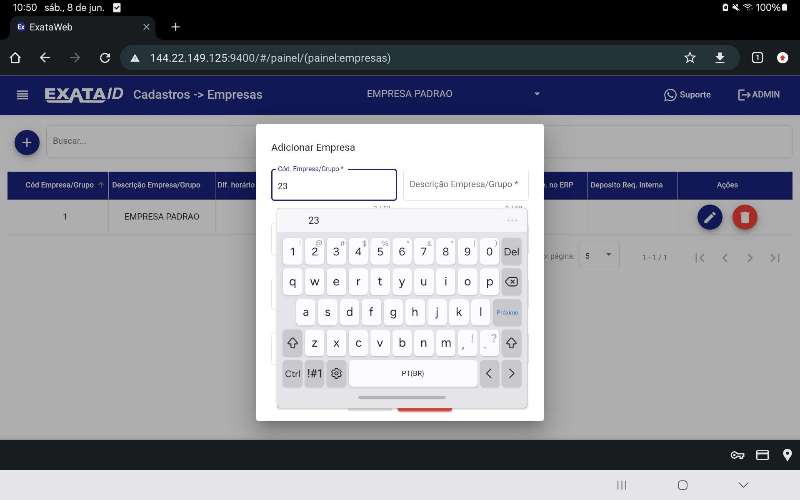 10:50 sáb., 8 de jun. 100%
Ex ExataWeb
144.22.149.125:9400/#/painel/(painel:empresas)
1
EXATAID Cadastros -> Empresas EMPRESA PADRAO Suporte ADMIN
Buscar...
Adicionar Empresa
Cód. Empresa/Grupo *
23
Descrição Empresa/Grupo *
Cód Empresa/Grupo Descrição Empresa/Grupo Dif. horário no ERP Deposito Req. Interna Ações
1 EMPRESA PADRAO
página: 5 1 - 1 / 1
23 ...
1 2 3 4 5 6 7 8 9 0 Del
q w e r t y u i o p
a s d f g h j k l Próximo
z x c v b n m , ! . ?
Ctrl !#1 PT(BR) < >